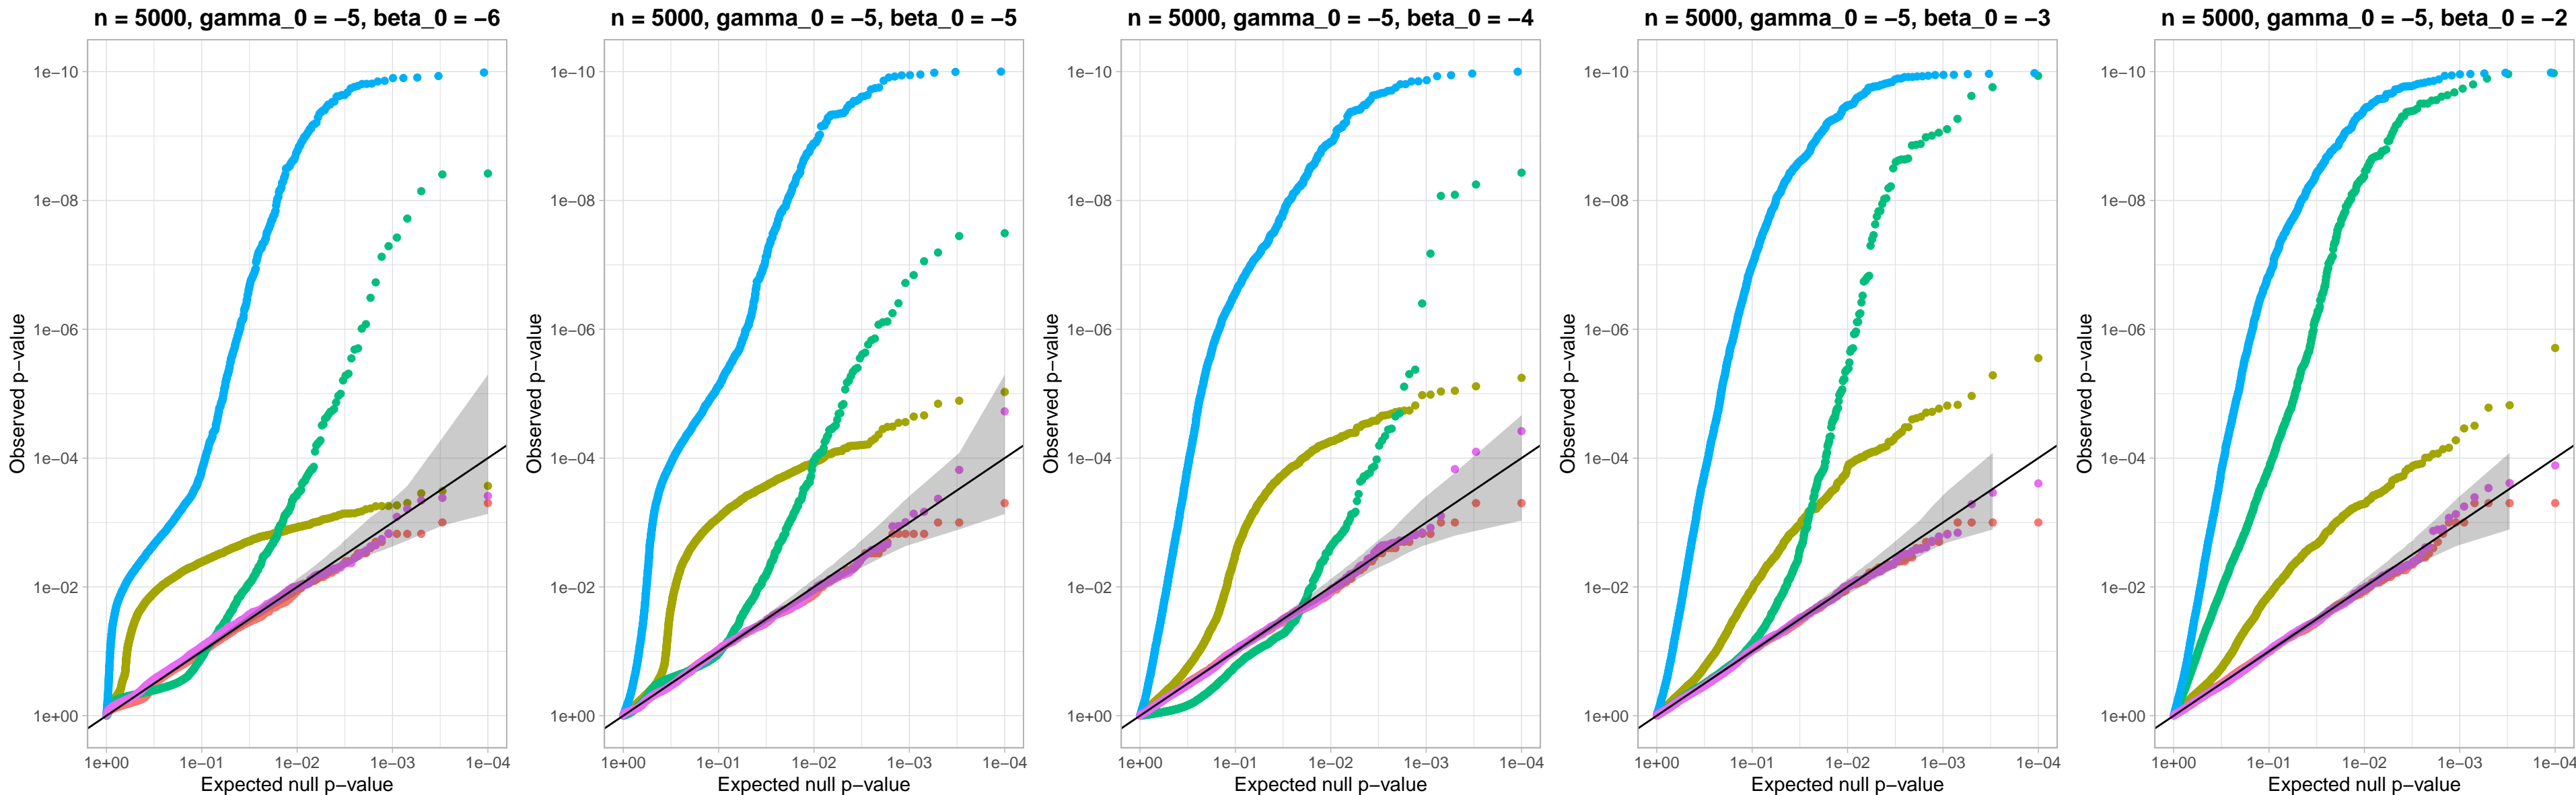 n = 5000, gamma_0 = −5, beta_0 = −6
1e−10
1e−08
1e−06
1e−04
1e−02
1e+00
Observed p−value
1e+00 1e−01 1e−02 1e−03 1e−04
Expected null p−value
n = 5000, gamma_0 = −5, beta_0 = −5
1e−10
1e−08
1e−06
1e−04
1e−02
1e+00
Observed p−value
1e+00 1e−01 1e−02 1e−03 1e−04
Expected null p−value
n = 5000, gamma_0 = −5, beta_0 = −4
1e−10
1e−08
1e−06
1e−04
1e−02
1e+00
Observed p−value
1e+00 1e−01 1e−02 1e−03 1e−04
Expected null p−value
n = 5000, gamma_0 = −5, beta_0 = −3
1e−10
1e−08
1e−06
1e−04
1e−02
1e+00
Observed p−value
1e+00 1e−01 1e−02 1e−03 1e−04
Expected null p−value
n = 5000, gamma_0 = −5, beta_0 = −2
1e−10
1e−08
1e−06
1e−04
1e−02
1e+00
Observed p−value
1e+00 1e−01 1e−02 1e−03 1e−04
Expected null p−value